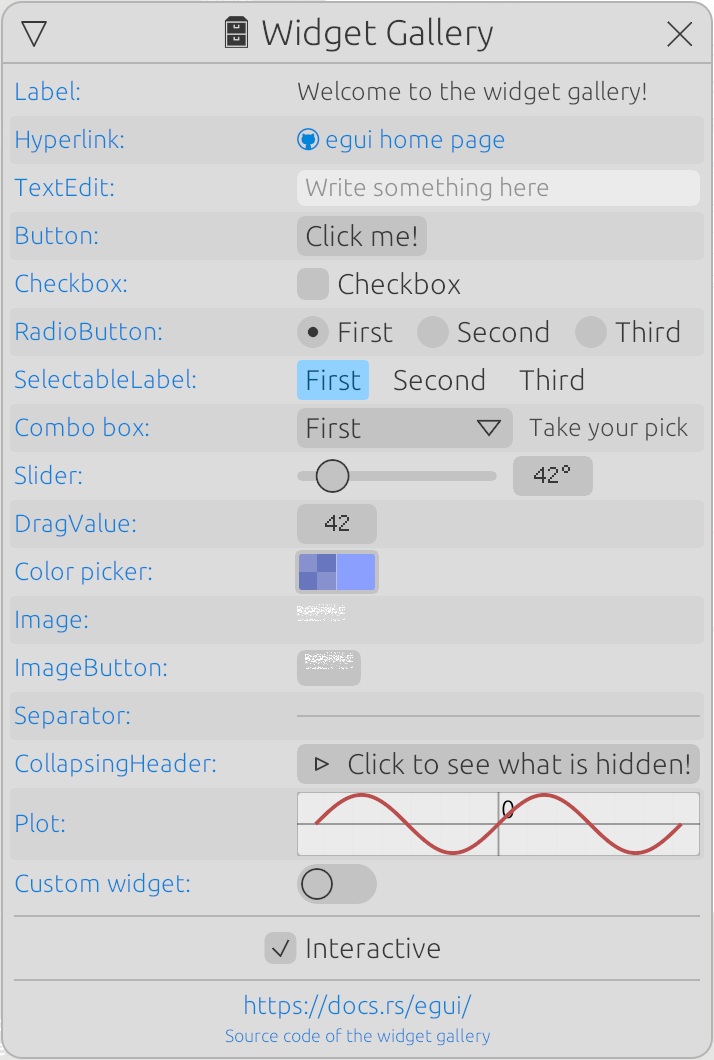 Widget Gallery
Label: Welcome to the widget gallery!
Hyperlink: egui home page
TextEdit: Write something here
Button: Click me!
Checkbox: Checkbox
RadioButton: First Second Third
SelectableLabel: First Second Third
Combo box: First Take your pick
Slider: 42°
DragValue: 42
Color picker:
Image:
ImageButton:
Separator:
CollapsingHeader: Click to see what is hidden!
Plot: 0
Custom widget:
Interactive
https://docs.rs/egui/
Source code of the widget gallery